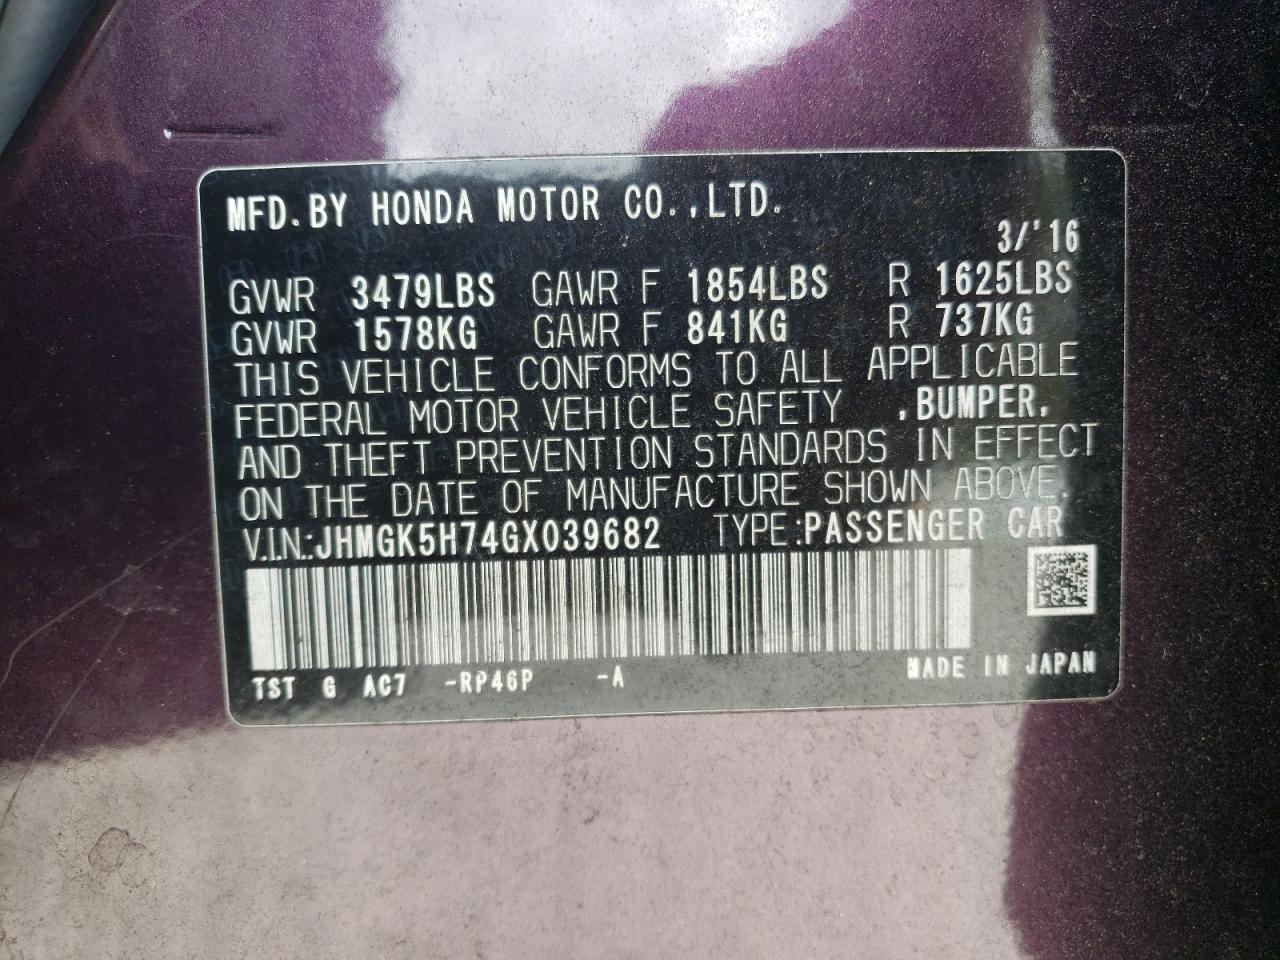 MFD.BY HONDA MOTOR CO.,LTD.
3/'16
GVWR 3479LBS GAWR F 1854LBS R 1625LBS
GVWR 1578KG GAWR F 841KG R 737KG
THIS VEHICLE CONFORMS TO ALL APPLICABLE
FEDERAL MOTOR VEHICLE SAFETY ,BUMPER,
AND THEFT PREVENTION STANDARDS IN EFFECT
ON THE DATE OF MANUFACTURE SHOWN ABOVE.
V.I.N.:JHMGK5H74GX039682 TYPE:PASSENGER CAR
TST G AC7 -RP46P -A MADE IN JAPAN